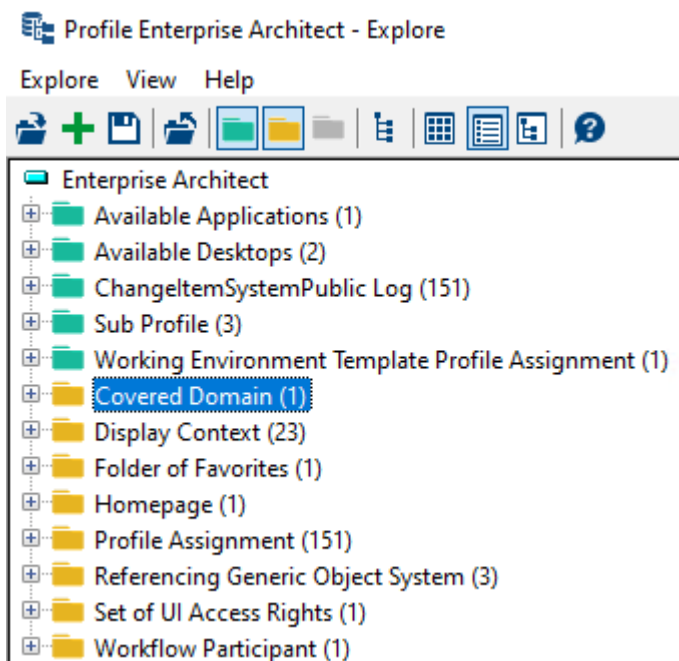 Profile Enterprise Architect - Explore
Explore View Help
Enterprise Architect
Available Applications (1)
Available Desktops (2)
ChangeItemSystemPublic Log (151)
Sub Profile (3)
Working Environment Template Profile Assignment (1)
Covered Domain (1)
Display Context (23)
Folder of Favorites (1)
Homepage (1)
Profile Assignment (151)
Referencing Generic Object System (3)
Set of UI Access Rights (1)
Workflow Participant (1)